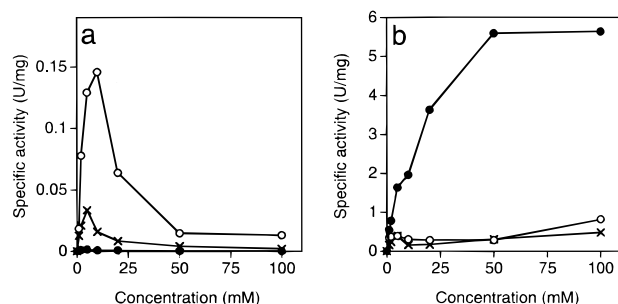 a
0.15
0.1
0.05
0
0 25 50 75 100
Specific activity (U/mg)
Concentration (mM)
b
6
5
4
3
2
1
0
0 25 50 75 100
Specific activity (U/mg)
Concentration (mM)